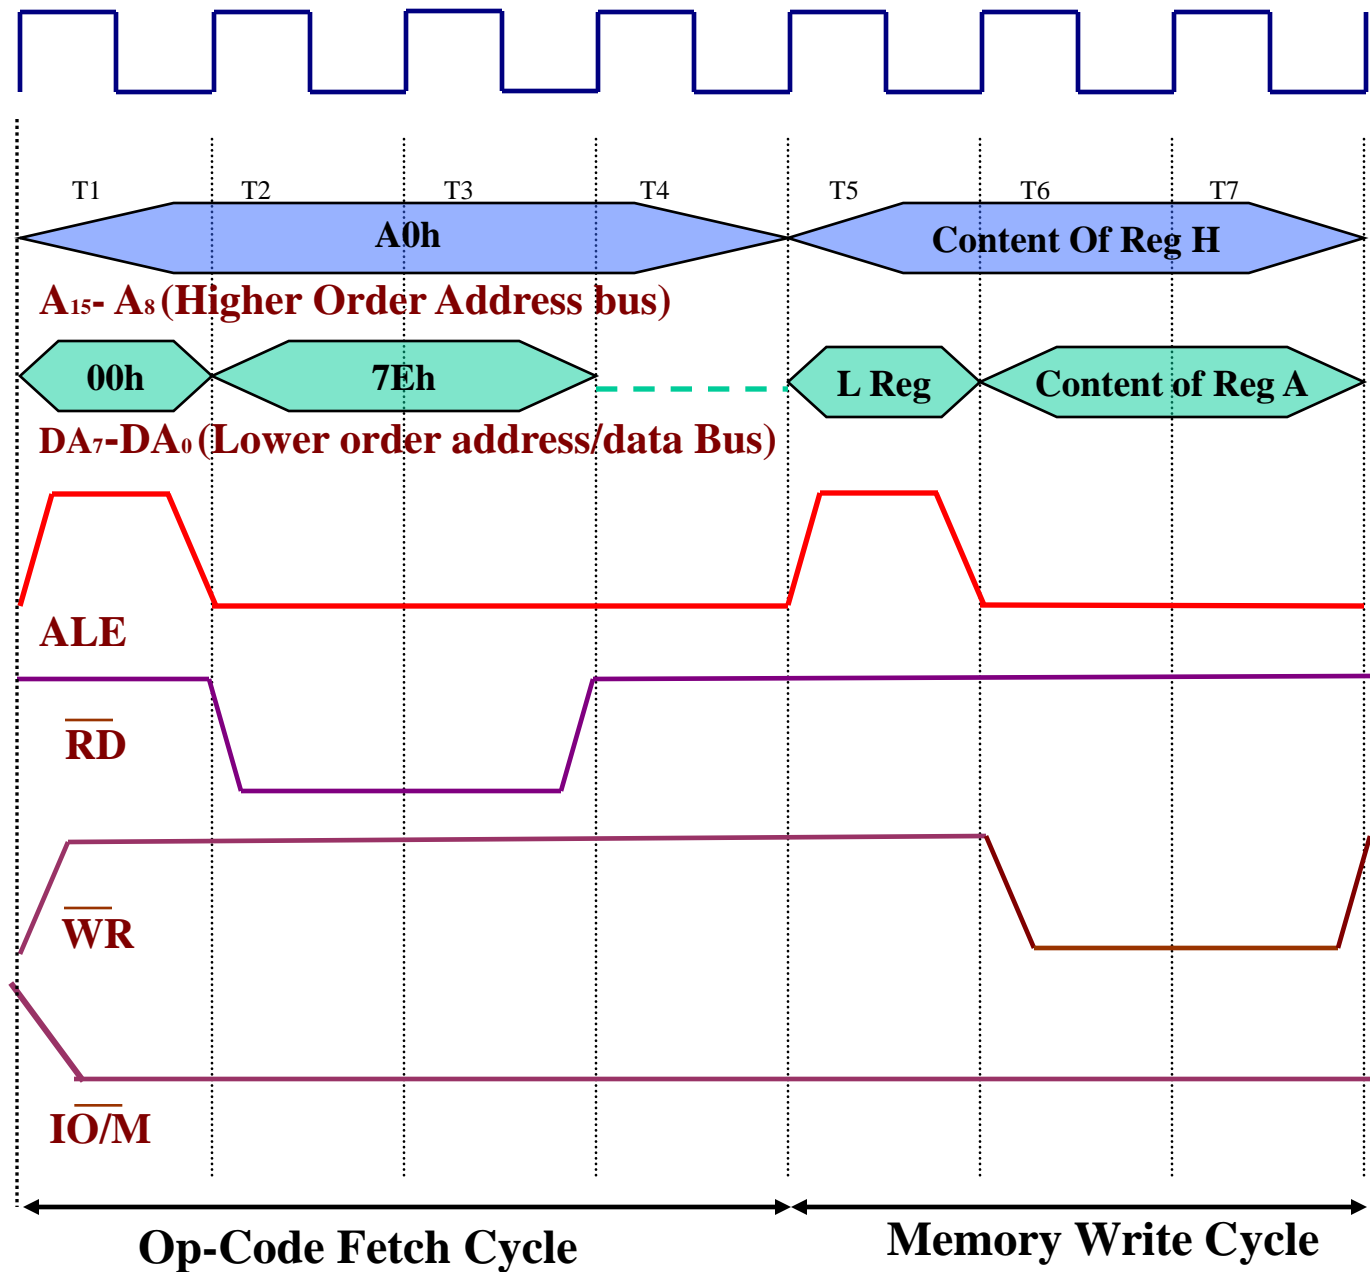 T1 T2 T3 T4 T5 T6 T7
A0h Content Of Reg H
A15- A8 (Higher Order Address bus)
00h 7Eh L Reg Content of Reg A
DA7-DA0 (Lower order address/data Bus)
ALE
RD
WR
IO/M
Op-Code Fetch Cycle Memory Write Cycle